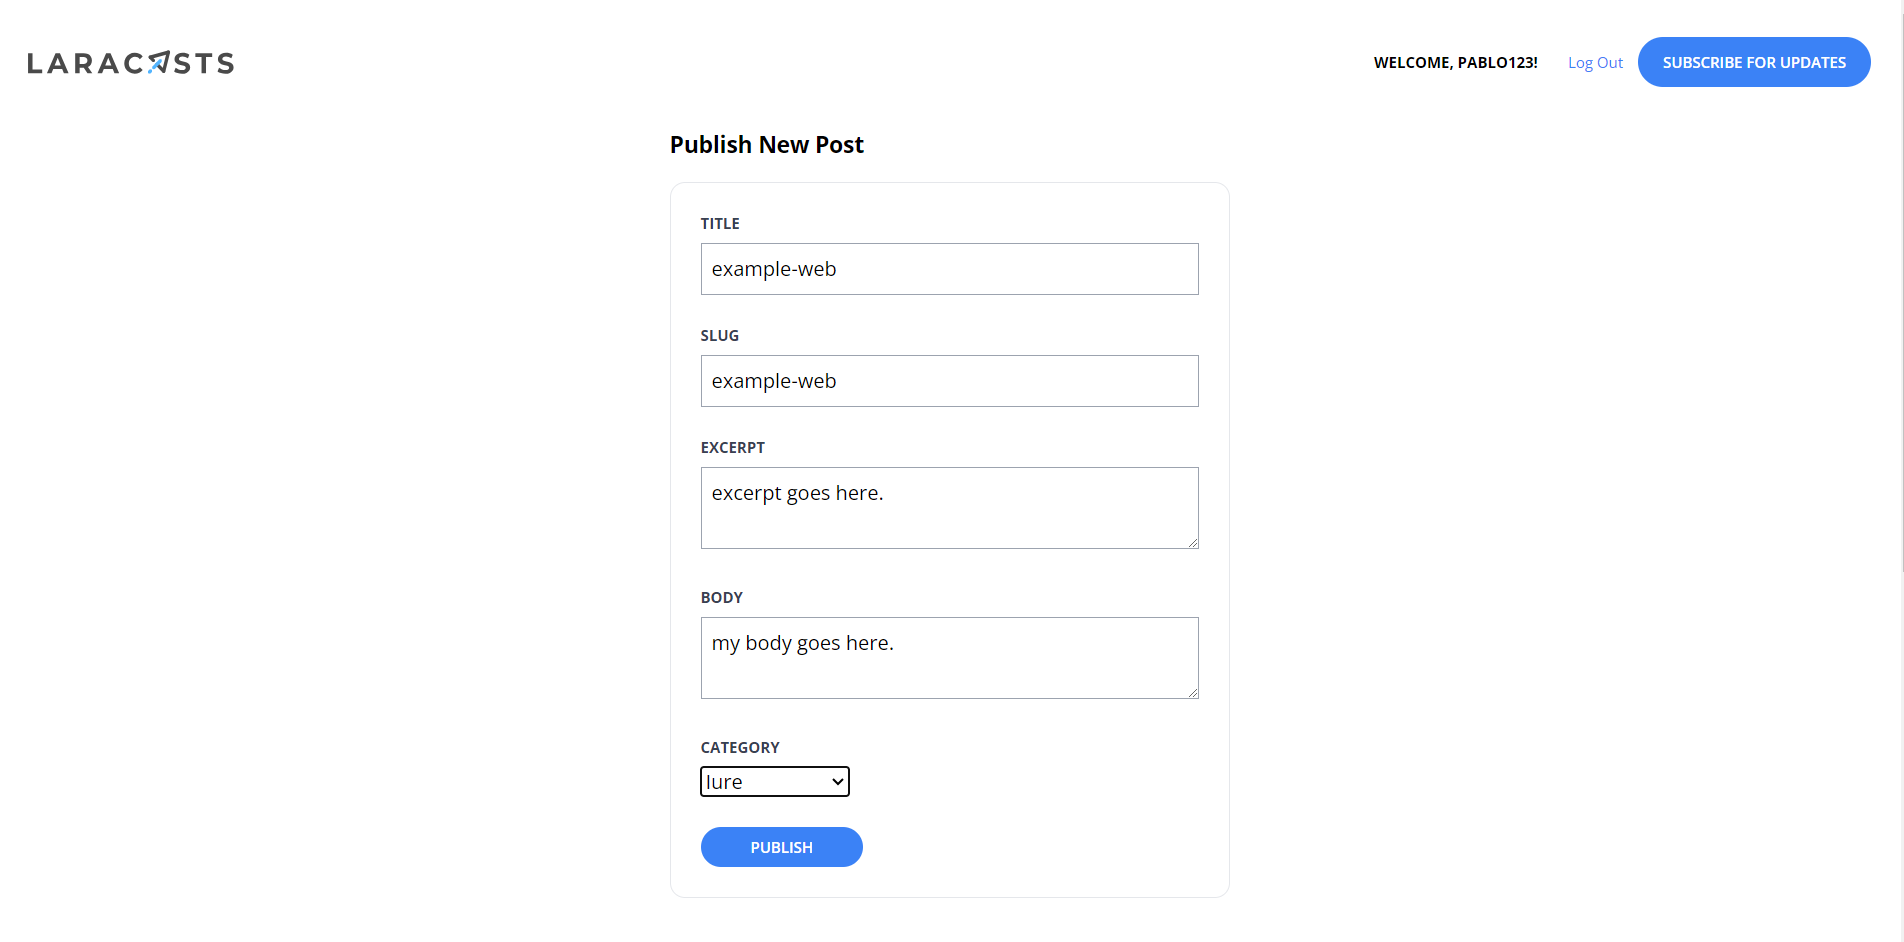 LARACASTS
WELCOME, PABLO123!
Log Out
SUBSCRIBE FOR UPDATES
Publish New Post
TITLE
example-web
SLUG
example-web
EXCERPT
excerpt goes here.
BODY
my body goes here.
CATEGORY
Iure
PUBLISH